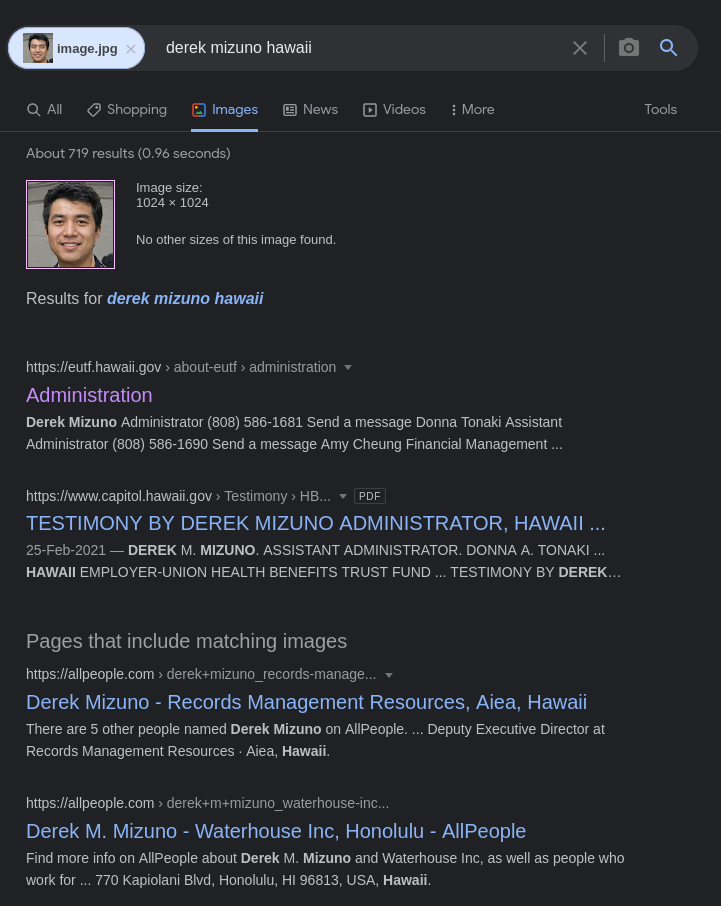 image.jpg × derek mizuno hawaii
All Shopping Images News Videos More Tools
About 719 results (0.96 seconds)
Image size:
1024 × 1024
No other sizes of this image found.
Results for derek mizuno hawaii
https://eutf.hawaii.gov › about-eutf › administration
Administration
Derek Mizuno Administrator (808) 586-1681 Send a message Donna Tonaki Assistant
Administrator (808) 586-1690 Send a message Amy Cheung Financial Management ...
https://www.capitol.hawaii.gov › Testimony › HB... PDF
TESTIMONY BY DEREK MIZUNO ADMINISTRATOR, HAWAII ...
25-Feb-2021 — DEREK M. MIZUNO. ASSISTANT ADMINISTRATOR. DONNA A. TONAKI ...
HAWAII EMPLOYER-UNION HEALTH BENEFITS TRUST FUND ... TESTIMONY BY DEREK…
Pages that include matching images
https://allpeople.com › derek+mizuno_records-manage...
Derek Mizuno - Records Management Resources, Aiea, Hawaii
There are 5 other people named Derek Mizuno on AllPeople. ... Deputy Executive Director at
Records Management Resources · Aiea, Hawaii.
https://allpeople.com › derek+m+mizuno_waterhouse-inc...
Derek M. Mizuno - Waterhouse Inc, Honolulu - AllPeople
Find more info on AllPeople about Derek M. Mizuno and Waterhouse Inc, as well as people who
work for ... 770 Kapiolani Blvd, Honolulu, HI 96813, USA, Hawaii.